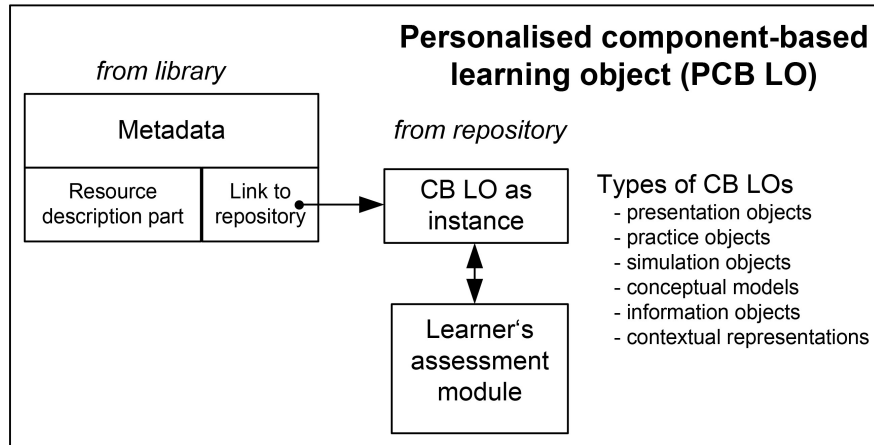 Personalised component-based
learning object (PCB LO)
from library
Metadata
Resource
description part
Link to
repository
from repository
CB LO as
instance
Learner‘s
assessment
module
Types of CB LOs
- presentation objects
- practice objects
- simulation objects
- conceptual models
- information objects
- contextual representations